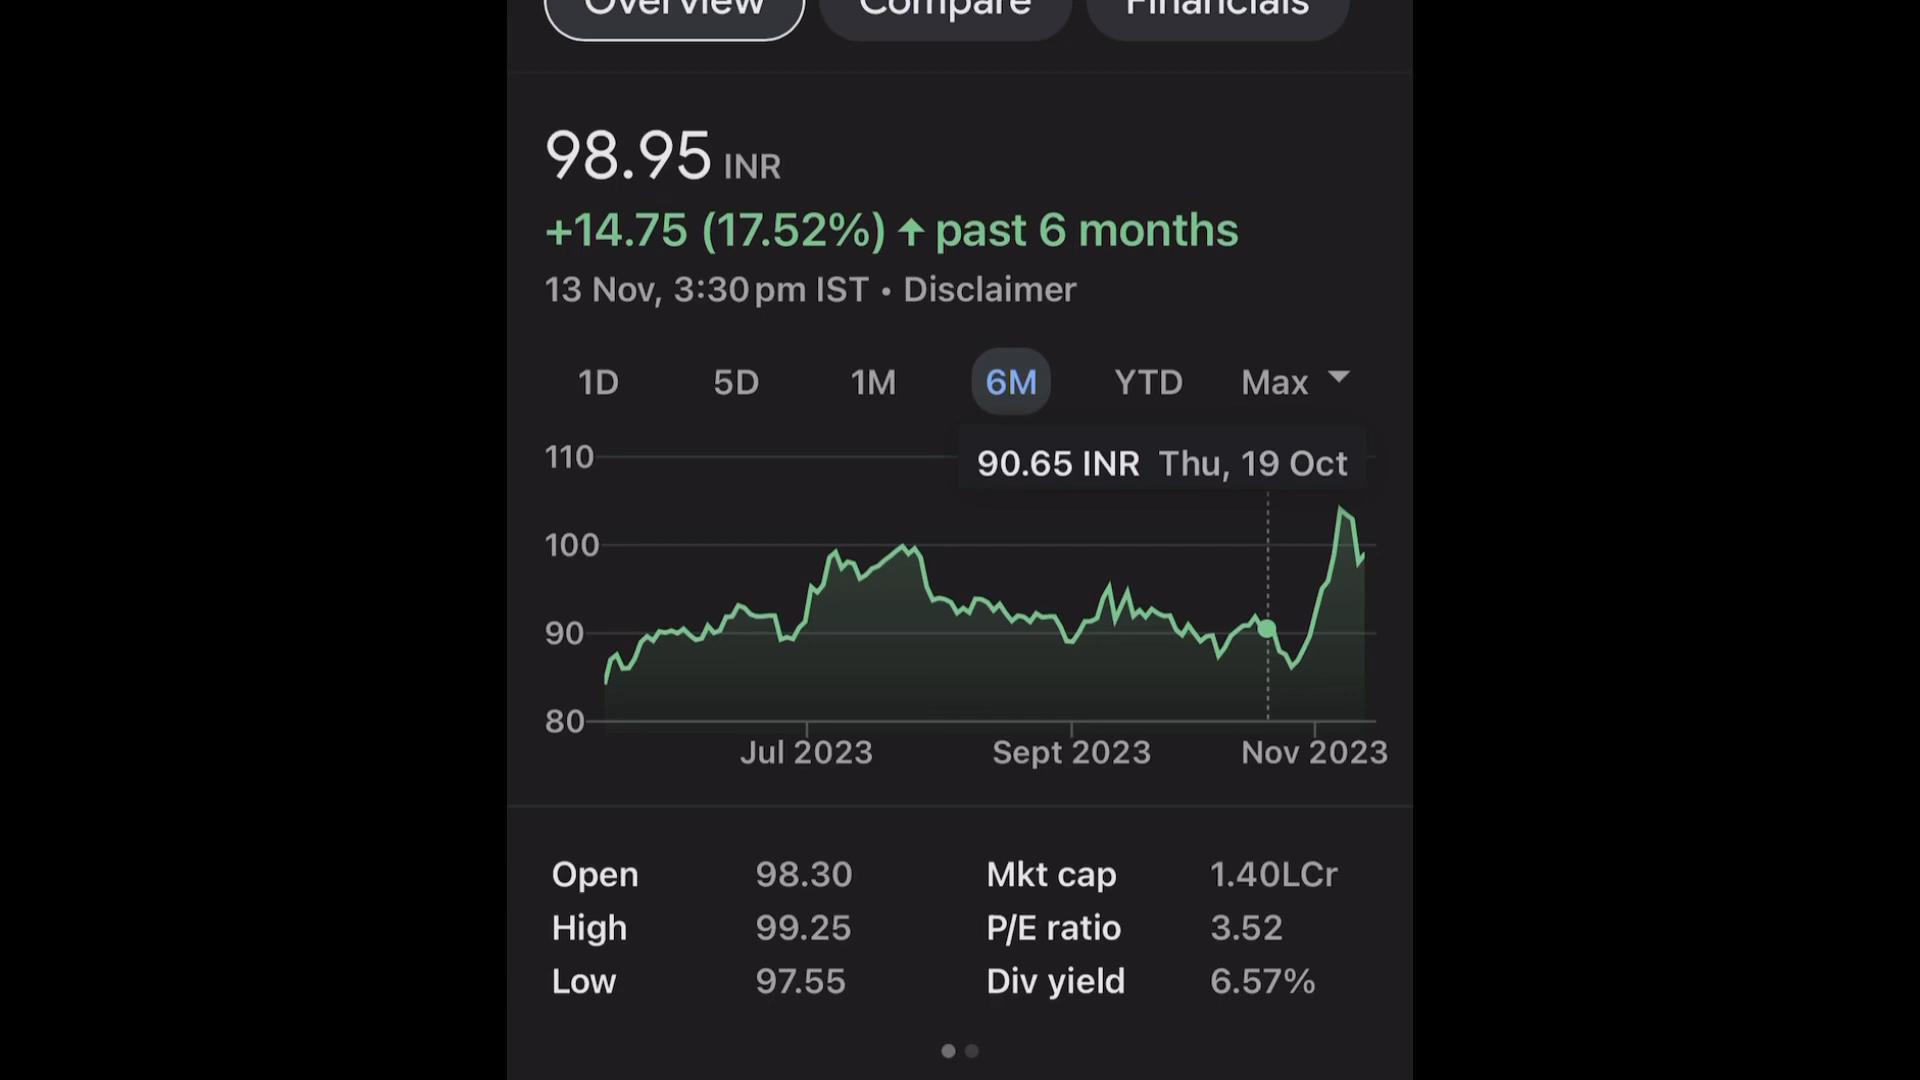 Overview Compare Financials
98.95 INR
+14.75 (17.52%) ↑ past 6 months
13 Nov, 3:30 pm IST • Disclaimer
1D 5D 1M 6M YTD Max
90.65 INR Thu, 19 Oct
110
100
90
80
Jul 2023 Sept 2023 Nov 2023
Open 98.30 Mkt cap 1.40LCr
High 99.25 P/E ratio 3.52
Low 97.55 Div yield 6.57%